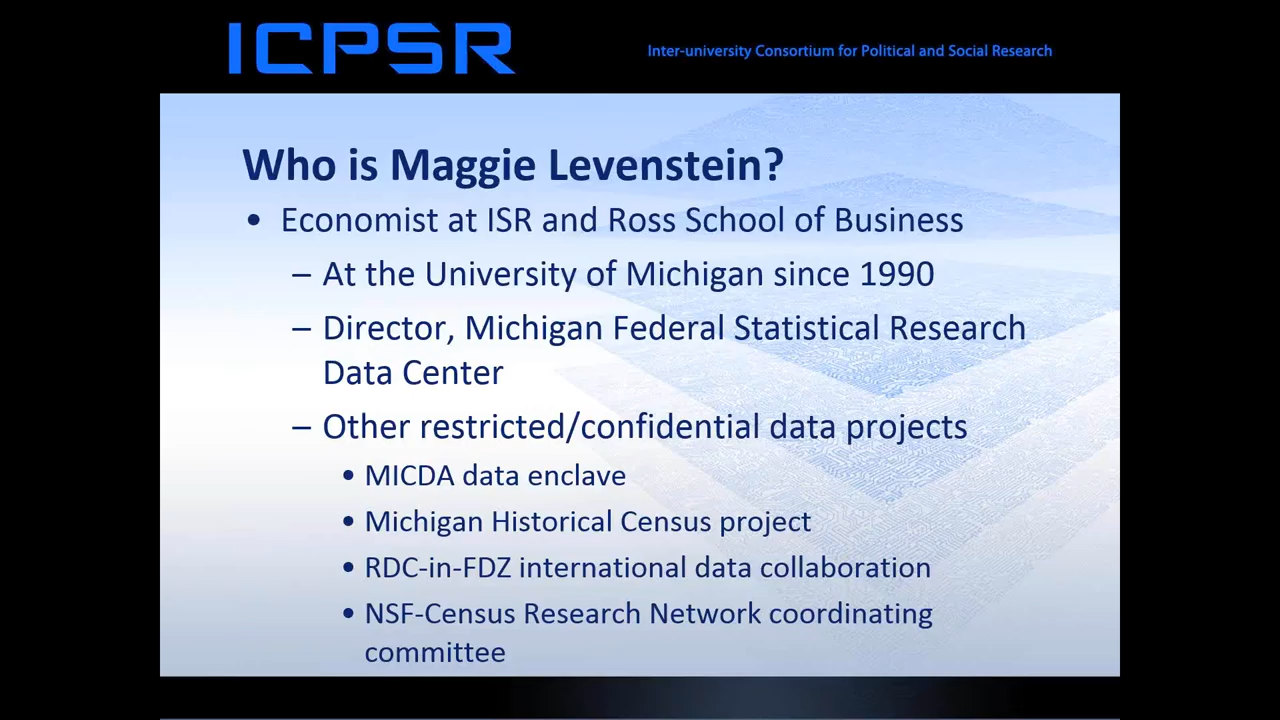 ICPSR
Inter-university Consortium for Political and Social Research
Who is Maggie Levenstein?
• Economist at ISR and Ross School of Business
– At the University of Michigan since 1990
– Director, Michigan Federal Statistical Research
Data Center
– Other restricted/confidential data projects
• MICDA data enclave
• Michigan Historical Census project
• RDC-in-FDZ international data collaboration
• NSF-Census Research Network coordinating
committee